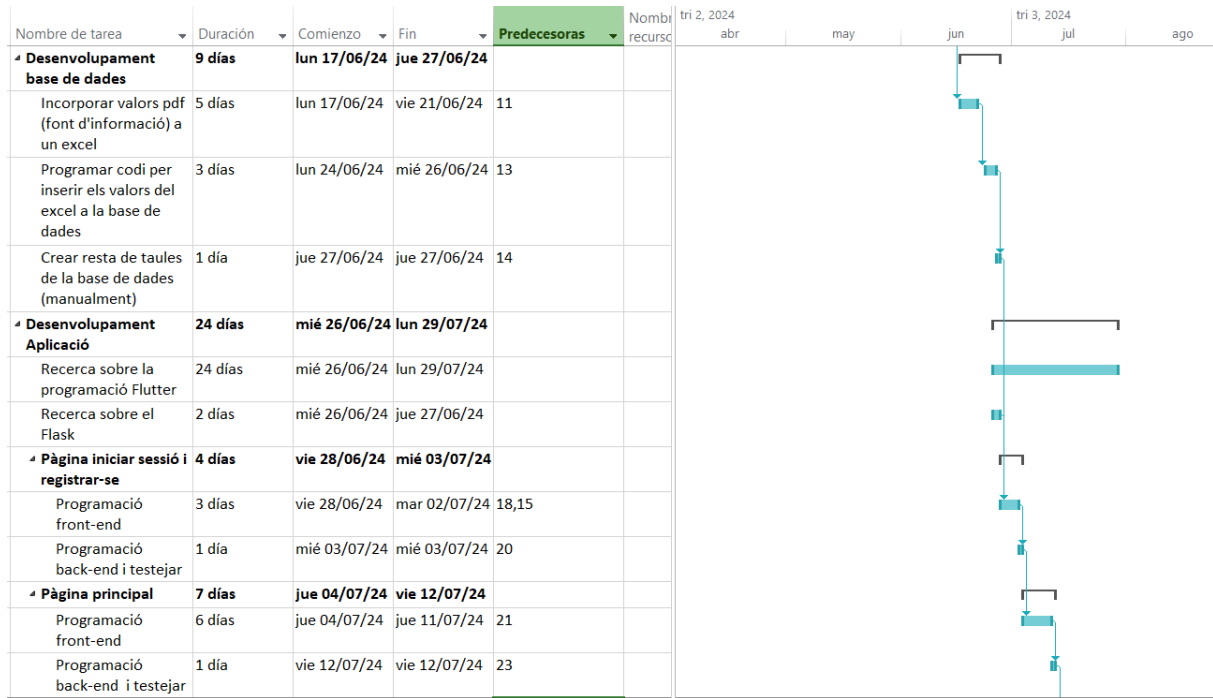 Nombre de tarea Duración Comienzo Fin Predecesoras Nombr
recurso
tri 2, 2024 tri 3, 2024
abr may jun jul ago
Desenvolupament 9 días lun 17/06/24 jue 27/06/24
base de dades
Incorporar valors pdf 5 días lun 17/06/24 vie 21/06/24 11
(font d'informació) a
un excel
Programar codi per 3 días lun 24/06/24 mié 26/06/24 13
inserir els valors del
excel a la base de
dades
Crear resta de taules 1 día jue 27/06/24 jue 27/06/24 14
de la base de dades
(manualment)
Desenvolupament 24 días mié 26/06/24 lun 29/07/24
Aplicació
Recerca sobre la 24 días mié 26/06/24 lun 29/07/24
programació Flutter
Recerca sobre el 2 días mié 26/06/24 jue 27/06/24
Flask
Pàgina iniciar sessió i 4 días vie 28/06/24 mié 03/07/24
registrar-se
Programació 3 días vie 28/06/24 mar 02/07/24 18,15
front-end
Programació 1 día mié 03/07/24 mié 03/07/24 20
back-end i testejar
Pàgina principal 7 días jue 04/07/24 vie 12/07/24
Programació 6 días jue 04/07/24 jue 11/07/24 21
front-end
Programació 1 día vie 12/07/24 vie 12/07/24 23
back-end i testejar